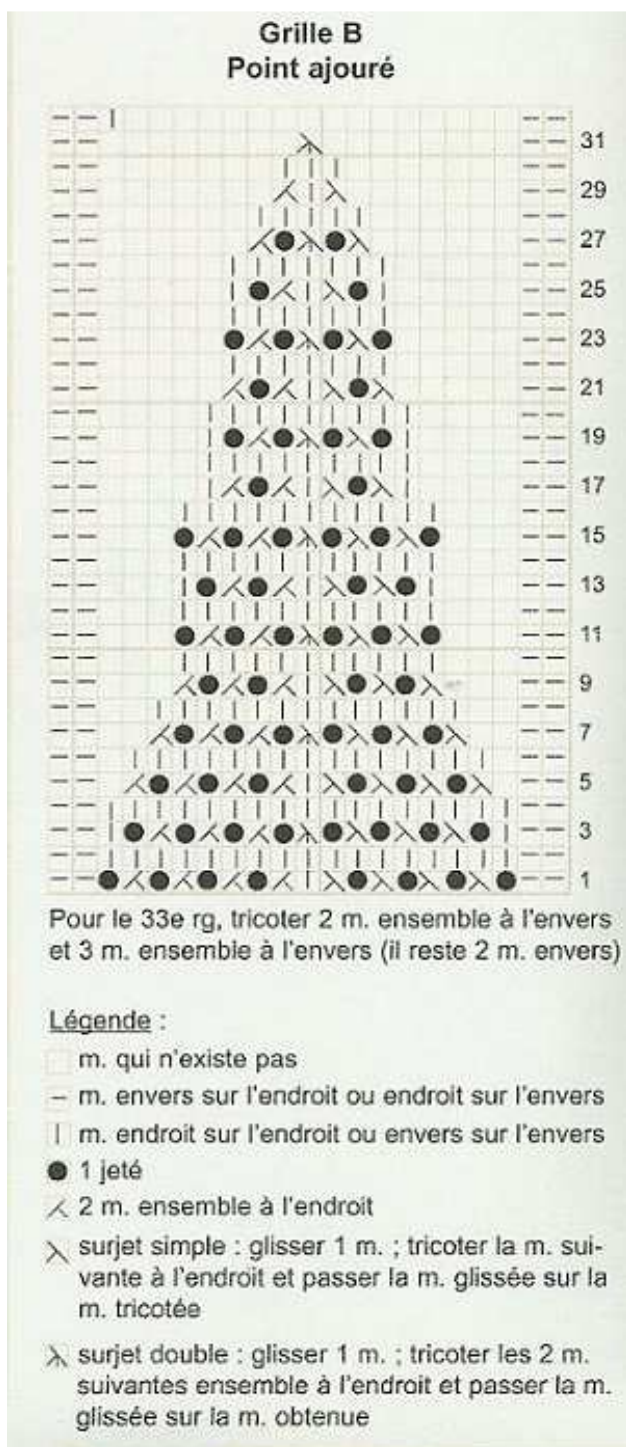 Grille B
Point ajouré
31
29
27
25
23
21
19
17
15
13
11
9
7
5
3
1
Pour le 33e rg, tricoter 2 m. ensemble à l'envers
et 3 m. ensemble à l'envers (il reste 2 m. envers)
Légende :
m. qui n'existe pas
m. envers sur l'endroit ou endroit sur l'envers
m. endroit sur l'endroit ou envers sur l'envers
1 jeté
2 m. ensemble à l'endroit
surjet simple : glisser 1 m. ; tricoter la m. sui-
vante à l'endroit et passer la m. glissée sur la
m. tricotée
surjet double : glisser 1 m. ; tricoter les 2 m.
suivantes ensemble à l'endroit et passer la m.
glissée sur la m. obtenue